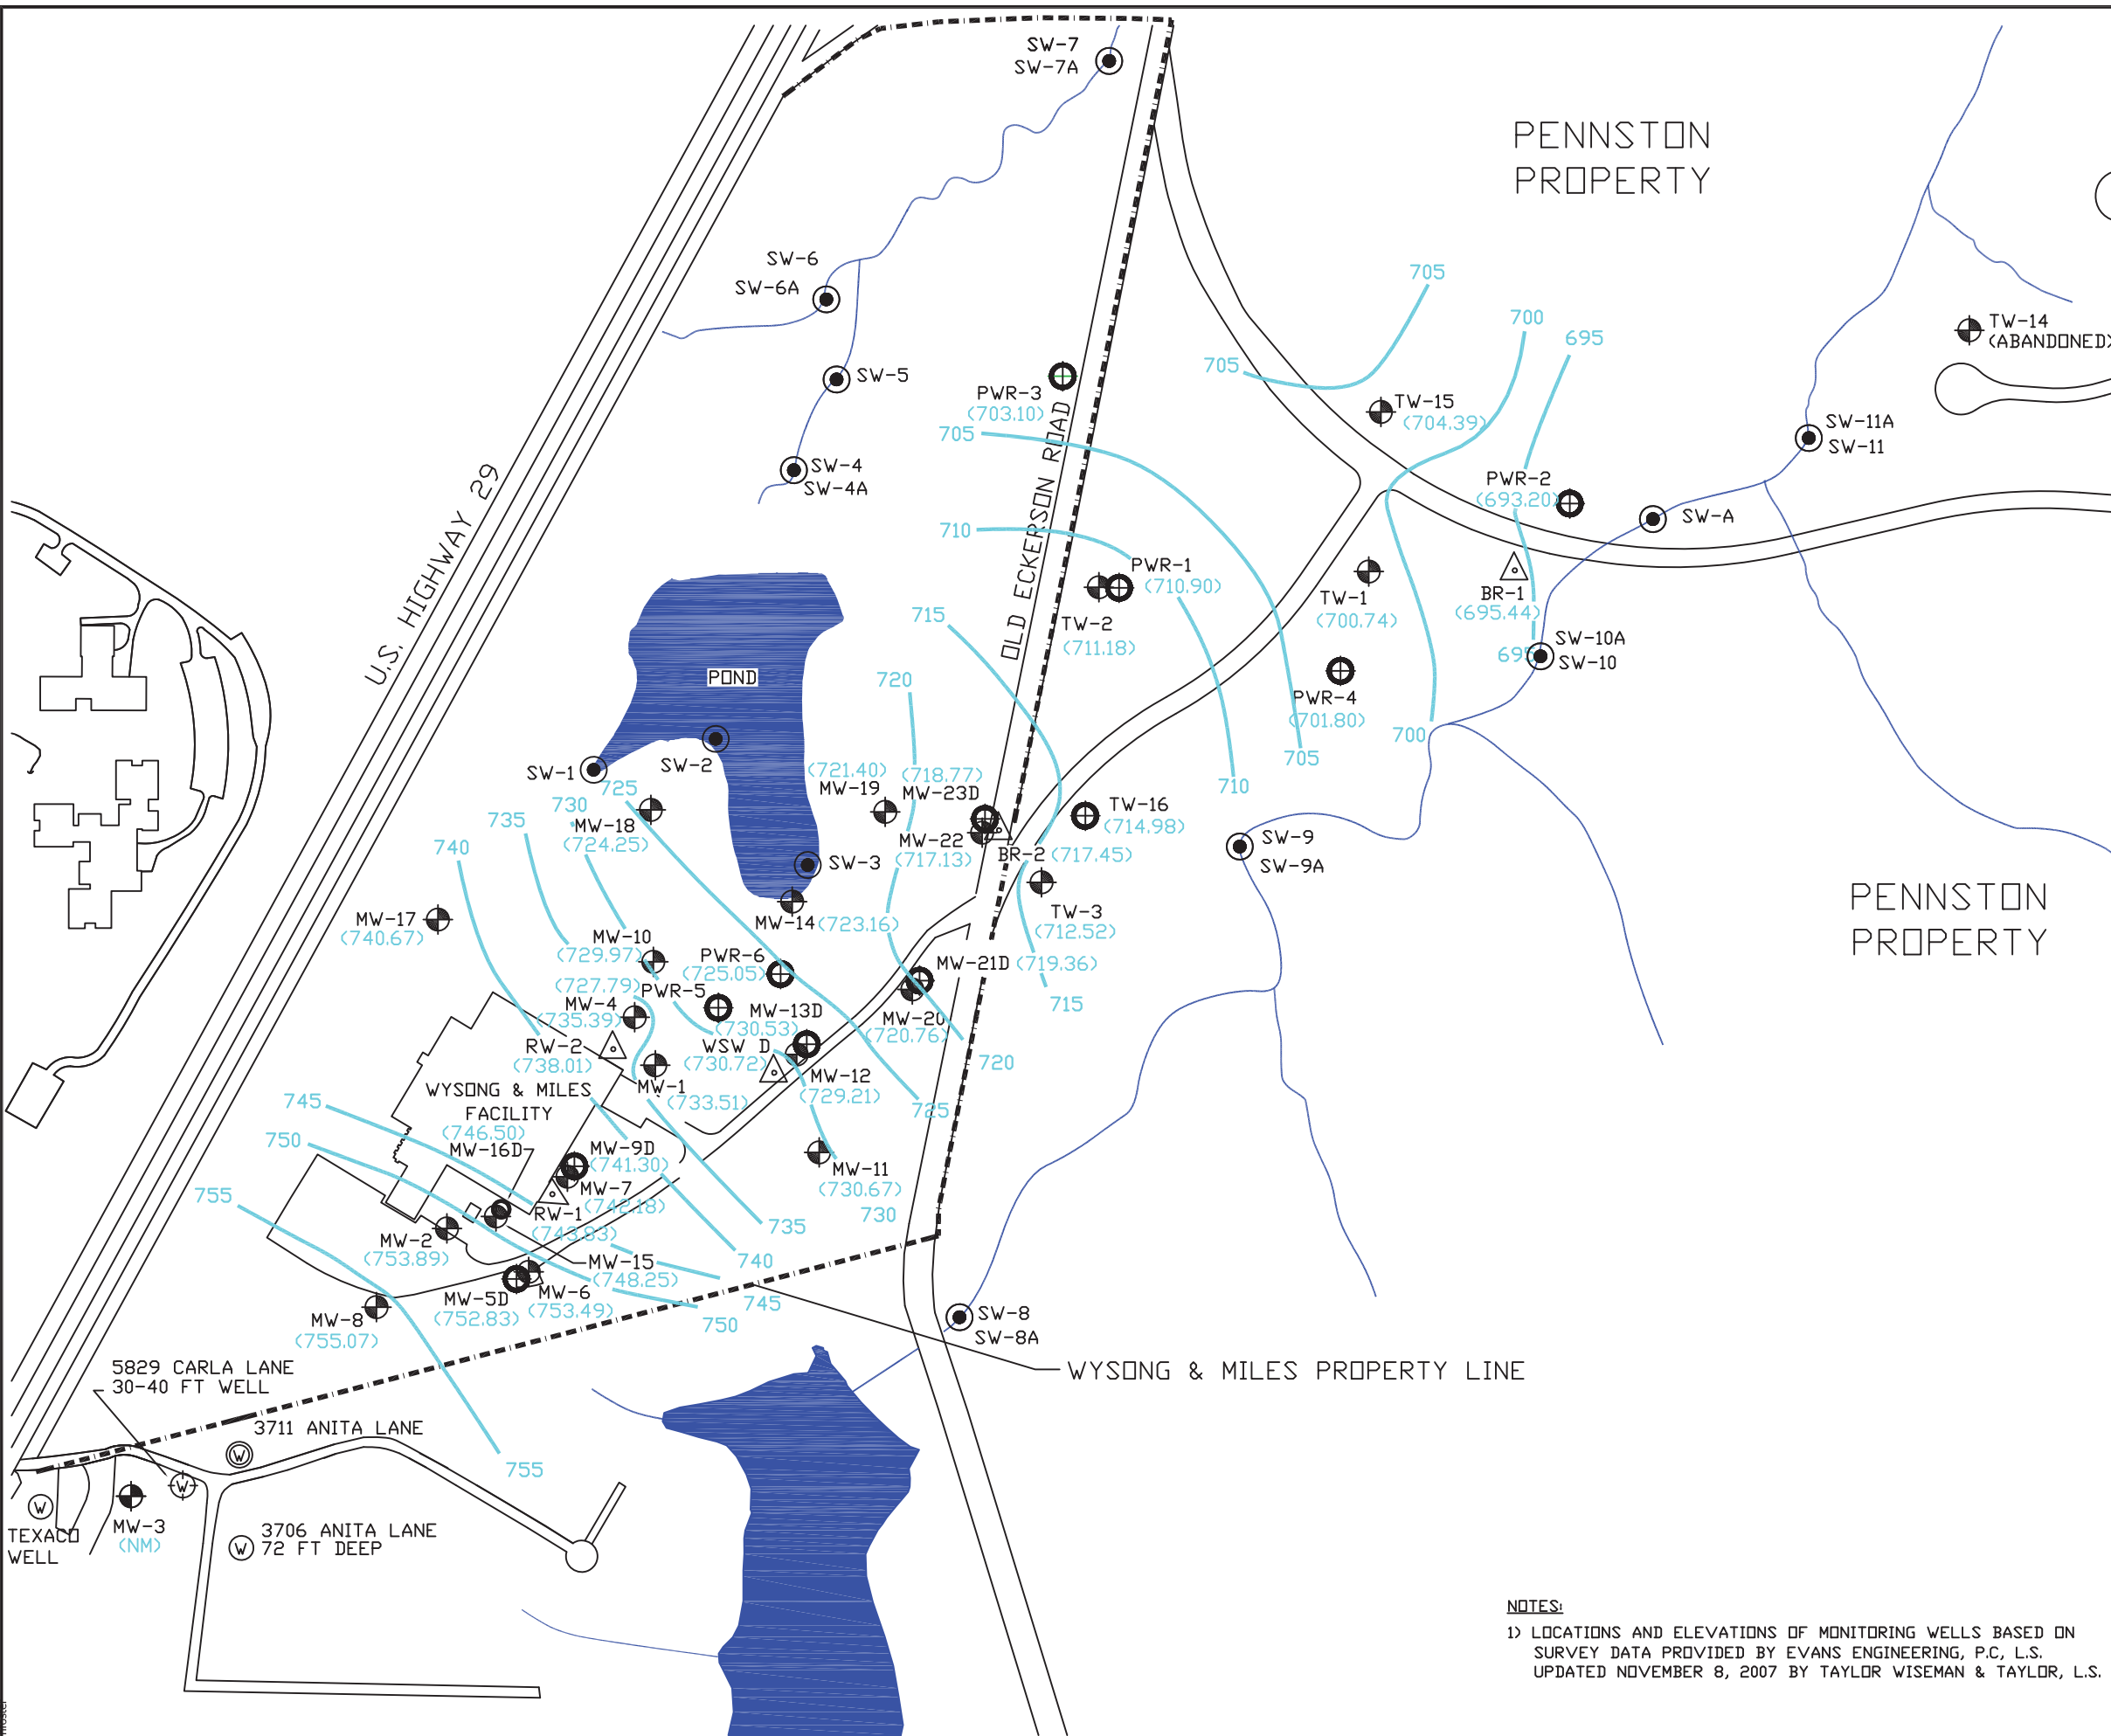 SW-7
SW-7A
PENNSTON
PROPERTY
SW-6
SW-6A
705
700
695
TW-14
(ABANDONED)
U.S. HIGHWAY 29
SW-5
PWR-3
(703.10)
705
705
TW-15
(704.39)
SW-11A
SW-11
OLD ECKERSON ROAD
SW-4
SW-4A
PWR-2
(693.20)
SW-A
710
PWR-1
(710.90)
TW-2
(711.18)
TW-1
(700.74)
BR-1
(695.44)
715
SW-10A
SW-10
695
POND
720
PWR-4
(701.80)
700
705
710
SW-1
SW-2
725
730
735
740
MW-18
(724.25)
(721.40)
MW-19
(718.77)
MW-23D
MW-22
(717.13)
BR-2 (717.45)
TW-16
(714.98)
SW-9
SW-9A
SW-3
MW-17
(740.67)
MW-14 (723.16)
TW-3
(712.52)
PENNSTON
PROPERTY
MW-10
(729.97)
PWR-6
(725.05)
MW-21D (719.36)
715
(727.79)
PWR-5
MW-4
(735.39)
MW-13D
(730.53)
MW-20
(720.76)
720
RW-2
(738.01)
WSW D
(730.72)
MW-12
(729.21)
725
MW-1
(733.51)
WYSONG & MILES
FACILITY
(746.50)
MW-16D
745
750
755
MW-9D
(741.30)
MW-7
(742.18)
MW-11
(730.67)
730
RW-1
(743.83)
735
740
745
750
MW-2
(753.89)
MW-15
(748.25)
MW-5D
(752.83)
MW-6
(753.49)
MW-8
(755.07)
SW-8
SW-8A
WYSONG & MILES PROPERTY LINE
5829 CARLA LANE
30-40 FT WELL
3711 ANITA LANE
755
W
W
W
TEXACO
WELL
MW-3
(NM)
W
3706 ANITA LANE
72 FT DEEP
NOTES:
1) LOCATIONS AND ELEVATIONS OF MONITORING WELLS BASED ON
SURVEY DATA PROVIDED BY EVANS ENGINEERING, P.C, L.S.
UPDATED NOVEMBER 8, 2007 BY TAYLOR WISEMAN & TAYLOR, L.S.